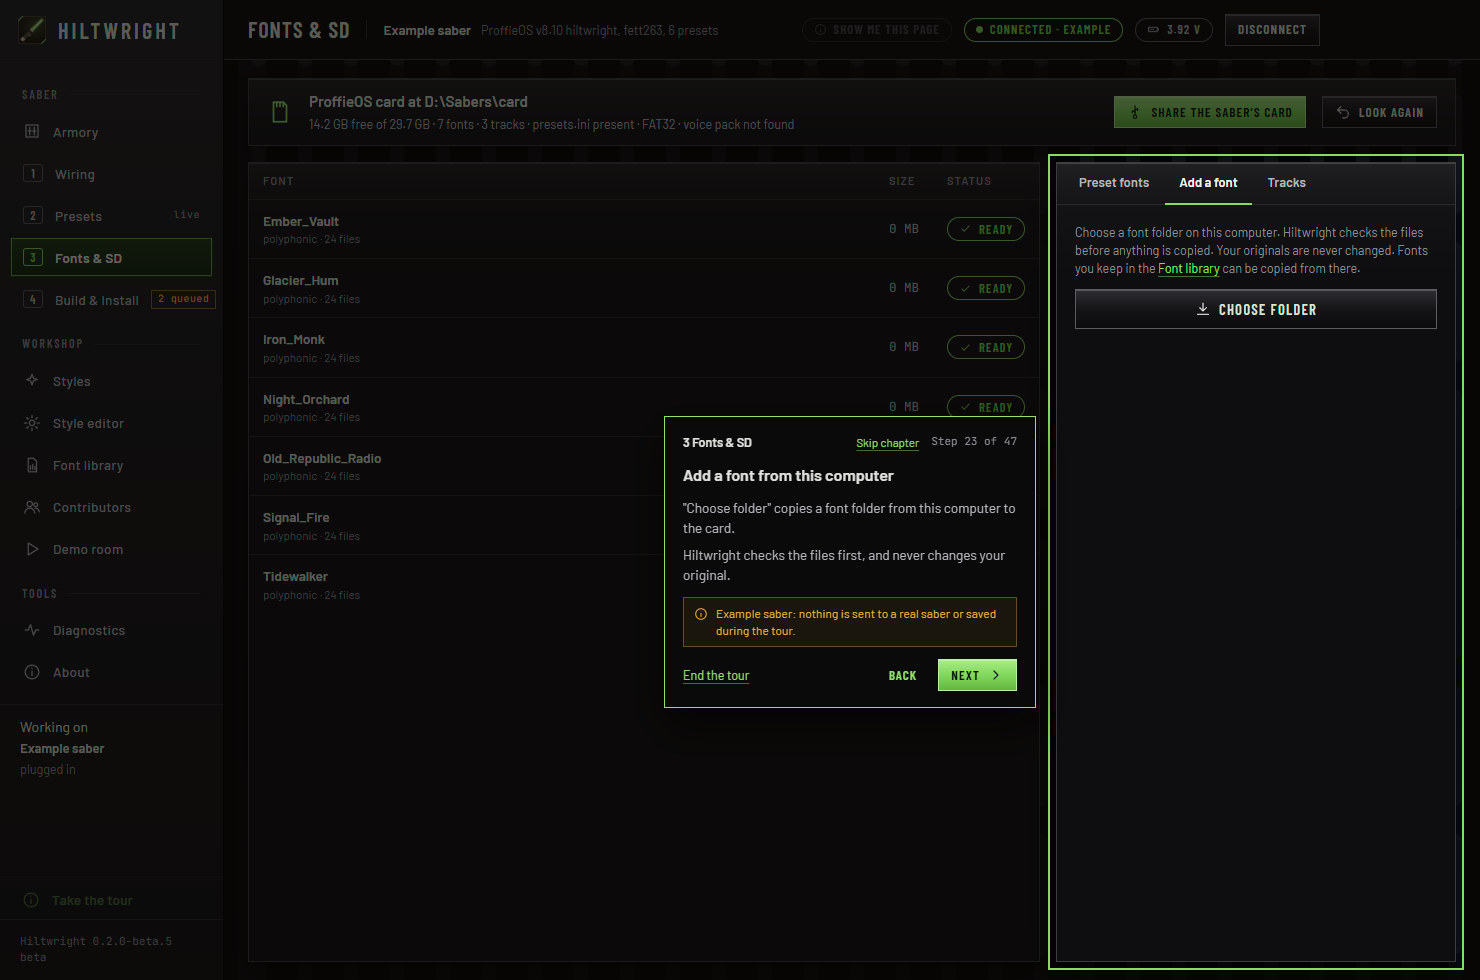 HILTWRIGHT
SABER
Armory
1 Wiring
2 Presets live
3 Fonts & SD
4 Build & Install 2 queued
WORKSHOP
Styles
Style editor
Font library
Contributors
Demo room
TOOLS
Diagnostics
About
Working on
Example saber
plugged in
Take the tour
Hiltwright 0.2.0-beta.5
beta
FONTS & SD
Example saber ProffieOS v8.10 hiltwright, fett263, 6 presets
SHOW ME THIS PAGE
CONNECTED · EXAMPLE
3.92 V
DISCONNECT
ProffieOS card at D:\Sabers\card
14.2 GB free of 29.7 GB · 7 fonts · 3 tracks · presets.ini present · FAT32 · voice pack not found
SHARE THE SABER'S CARD
LOOK AGAIN
FONT SIZE STATUS
Ember_Vault
polyphonic · 24 files
0 MB READY
Glacier_Hum
polyphonic · 24 files
0 MB READY
Iron_Monk
polyphonic · 24 files
0 MB READY
Night_Orchard
polyphonic · 24 files
0 MB READY
Old_Republic_Radio
polyphonic · 24 files
Signal_Fire
polyphonic · 24 files
Tidewalker
polyphonic · 24 files
3 Fonts & SD Skip chapter Step 23 of 47
Add a font from this computer
"Choose folder" copies a font folder from this computer to
the card.
Hiltwright checks the files first, and never changes your
original.
Example saber: nothing is sent to a real saber or saved
during the tour.
End the tour BACK NEXT
Preset fonts Add a font Tracks
Choose a font folder on this computer. Hiltwright checks the files
before anything is copied. Your originals are never changed. Fonts
you keep in the Font library can be copied from there.
CHOOSE FOLDER